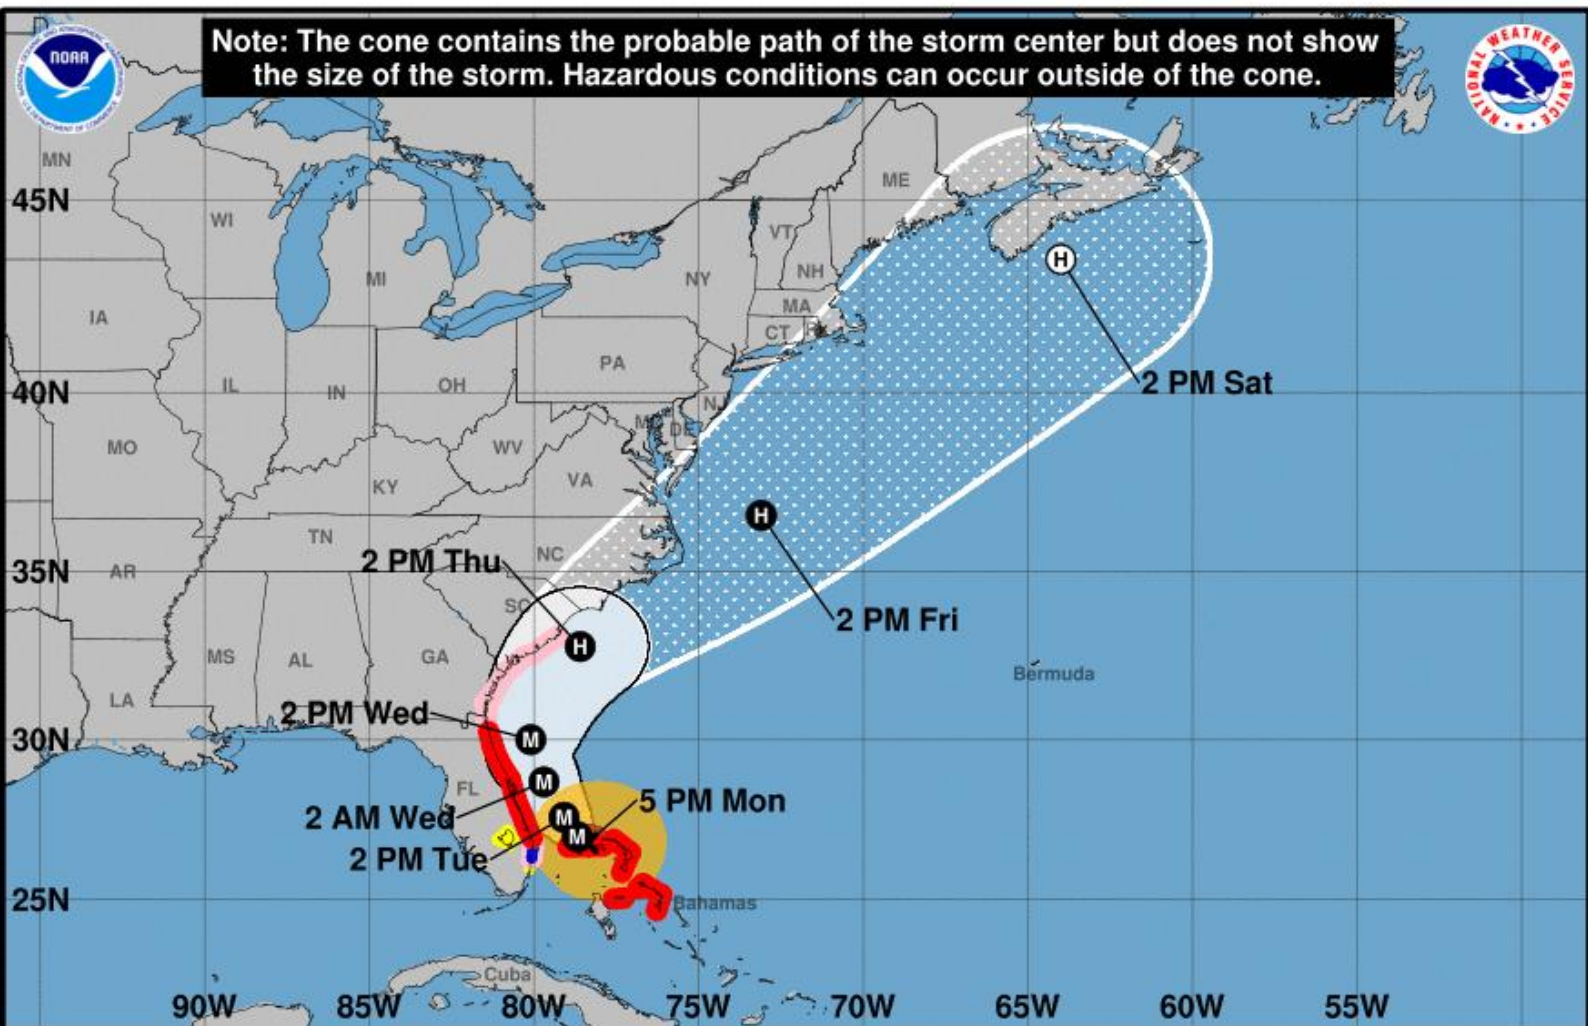 Note: The cone contains the probable path of the storm center but does not show
the size of the storm. Hazardous conditions can occur outside of the cone.
NOAA
NATIONAL WEATHER SERVICE
MN
ME
45N
WI
VT
MI
NY
NH
MA
IA
CT
PA
2 PM Sat
40N
IL
IN
OH
NJ
DE
MO
WV
KY
VA
TN
NC
2 PM Thu
35N
AR
SC
2 PM Fri
MS
AL
GA
Bermuda
LA
2 PM Wed
30N
FL
5 PM Mon
2 AM Wed
2 PM Tue
25N
Bahamas
Cuba
90W 85W 80W 75W 70W 65W 60W 55W
H
H
H
M
M
M
M